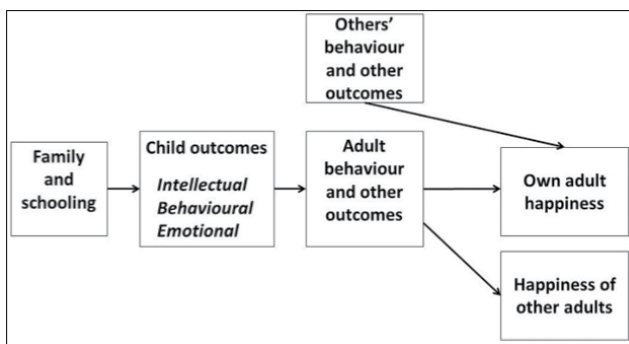 Others'
behaviour
and other
outcomes
Family
and
schooling
Child outcomes
Intellectual
Behavioural
Emotional
Adult
behaviour
and other
outcomes
Own adult
happiness
Happiness of
other adults